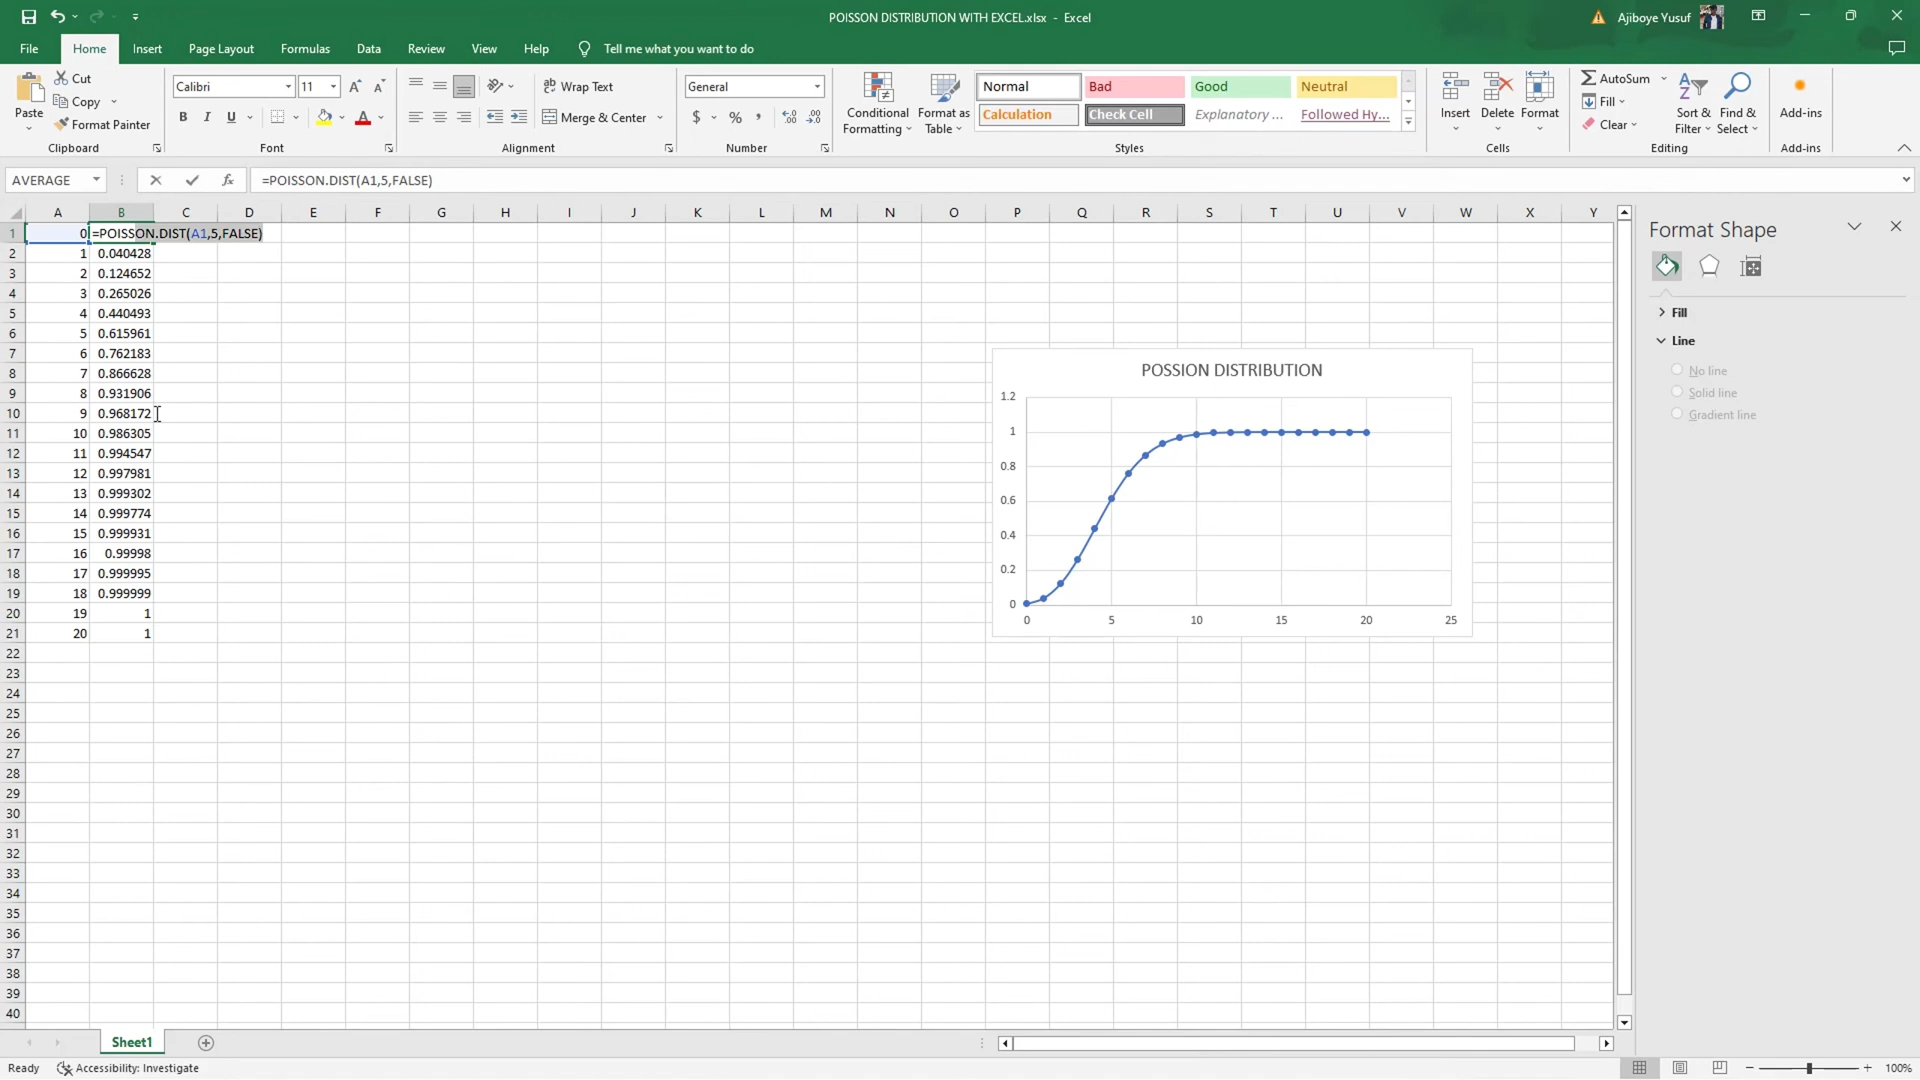 POISSON DISTRIBUTION WITH EXCEL.xlsx - Excel
Ajiboye Yusuf
File Home Insert Page Layout Formulas Data Review View Help Tell me what you want to do
Paste
Cut
Copy
Format Painter
Clipboard
Calibri 11
B I U
Font
Wrap Text
Merge & Center
Alignment
General
$ % ,
Number
Conditional Formatting
Format as Table
Normal Bad Good Neutral
Calculation Check Cell Explanatory ... Followed Hy...
Styles
Insert Delete Format
Cells
AutoSum
Fill
Clear
Sort & Filter
Find & Select
Editing
Add-ins
Add-ins
AVERAGE fx =POISSON.DIST(A1,5,FALSE)
A B C D E F G H I J K L M N O P Q R S T U V W X Y
1 0 =POISSON.DIST(A1,5,FALSE)
2 1 0.040428
3 2 0.124652
4 3 0.265026
5 4 0.440493
6 5 0.615961
7 6 0.762183
8 7 0.866628
9 8 0.931906
10 9 0.968172
11 10 0.986305
12 11 0.994547
13 12 0.997981
14 13 0.999302
15 14 0.999774
16 15 0.999931
17 16 0.99998
18 17 0.999995
19 18 0.999999
20 19 1
21 20 1
22
23
24
25
26
27
28
29
30
31
32
33
34
35
36
37
38
39
40
POSSION DISTRIBUTION
1.2
1
0.8
0.6
0.4
0.2
0
0 5 10 15 20 25
Format Shape
Fill
Line
No line
Solid line
Gradient line
Sheet1
Ready Accessibility: Investigate
100%